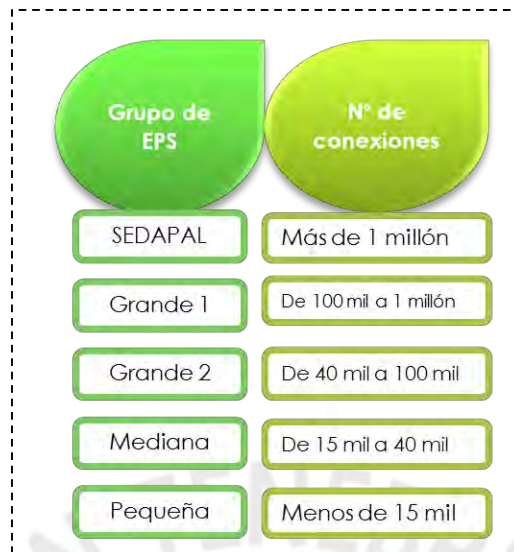 Grupo de
EPS
N° de
conexiones
SEDAPAL
Más de 1 millón
Grande 1
De 100 mil a 1 millón
Grande 2
De 40 mil a 100 mil
Mediana
De 15 mil a 40 mil
Pequeña
Menos de 15 mil